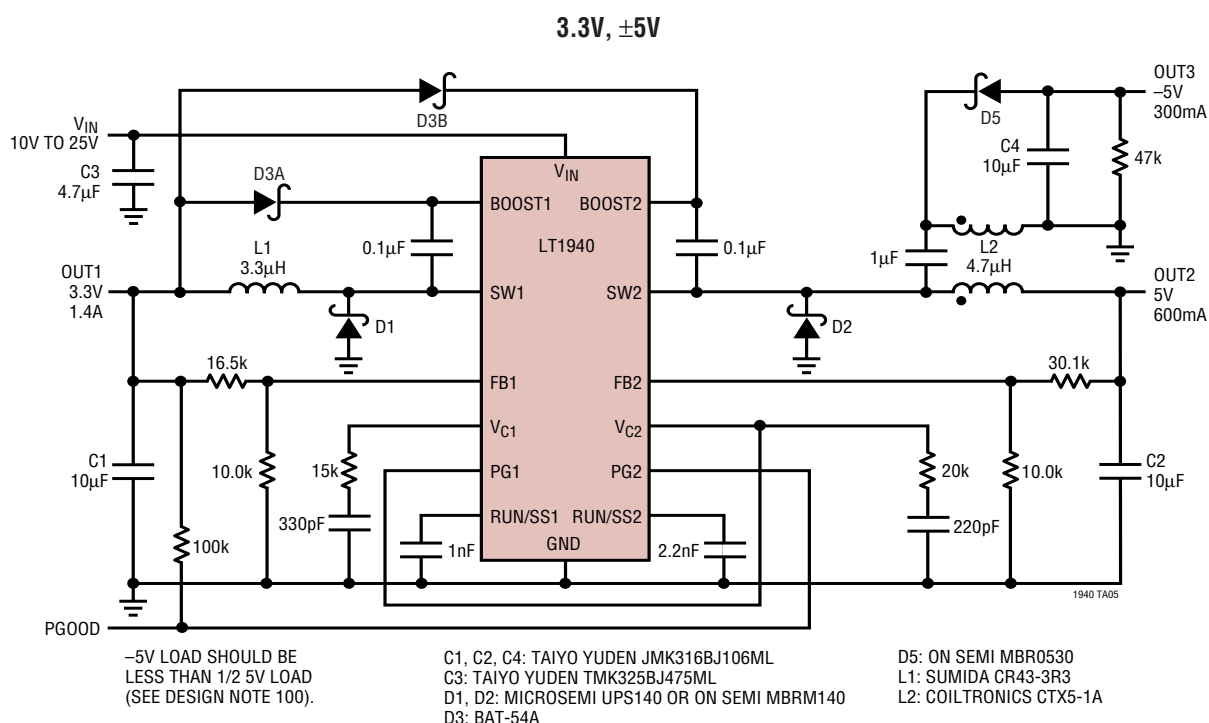 3.3V, ±5V
D3B
VIN
10V TO 25V
C3
4.7µF
D3A
L1
3.3µH
0.1µF
OUT1
3.3V
1.4A
D1
16.5k
C1
10µF
10.0k
15k
330pF
100k
1nF
PGOOD
VIN
BOOST1
BOOST2
LT1940
SW1
SW2
FB1
FB2
VC1
VC2
PG1
PG2
RUN/SS1
RUN/SS2
GND
0.1µF
D2
2.2nF
D5
C4
10µF
47k
OUT3
–5V
300mA
1µF
L2
4.7µH
OUT2
5V
600mA
30.1k
20k
10.0k
220pF
C2
10µF
1940 TA05
–5V LOAD SHOULD BE
LESS THAN 1/2 5V LOAD
(SEE DESIGN NOTE 100).
C1, C2, C4: TAIYO YUDEN JMK316BJ106ML
C3: TAIYO YUDEN TMK325BJ475ML
D1, D2: MICROSEMI UPS140 OR ON SEMI MBRM140
D3: BAT-54A
D5: ON SEMI MBR0530
L1: SUMIDA CR43-3R3
L2: COILTRONICS CTX5-1A